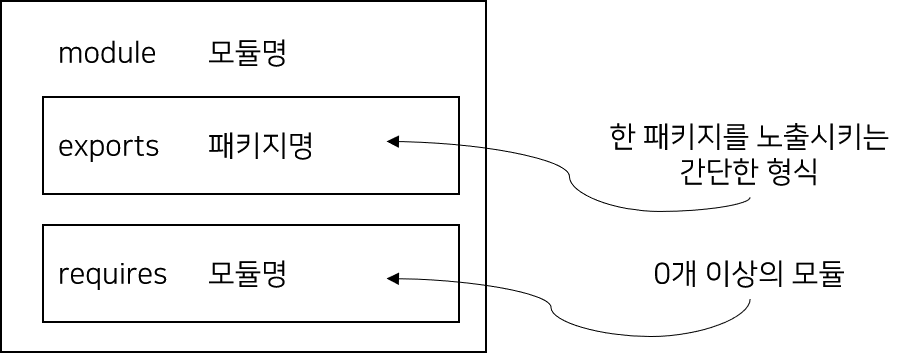 module 모듈명
exports 패키지명
한 패키지를 노출시키는
간단한 형식
requires 모듈명
0개 이상의 모듈